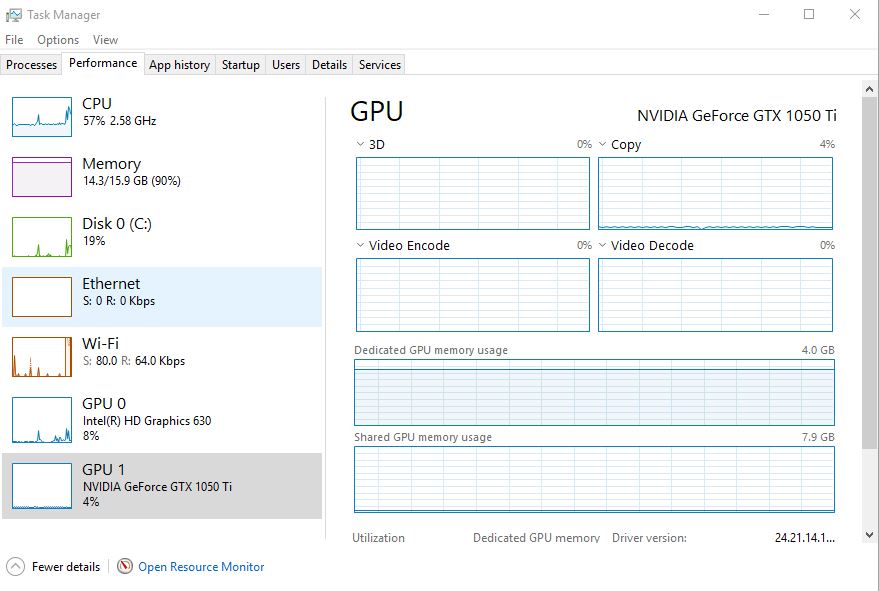 Task Manager
File Options View
Processes Performance App history Startup Users Details Services
CPU
57% 2.58 GHz
Memory
14.3/15.9 GB (90%)
Disk 0 (C:)
19%
Ethernet
S: 0 R: 0 Kbps
Wi-Fi
S: 80.0 R: 64.0 Kbps
GPU 0
Intel(R) HD Graphics 630
8%
GPU 1
NVIDIA GeForce GTX 1050 Ti
4%
GPU NVIDIA GeForce GTX 1050 Ti
3D 0% Copy 4%
Video Encode 0% Video Decode 0%
Dedicated GPU memory usage 4.0 GB
Shared GPU memory usage 7.9 GB
Utilization Dedicated GPU memory Driver version: 24.21.14.1...
Fewer details Open Resource Monitor